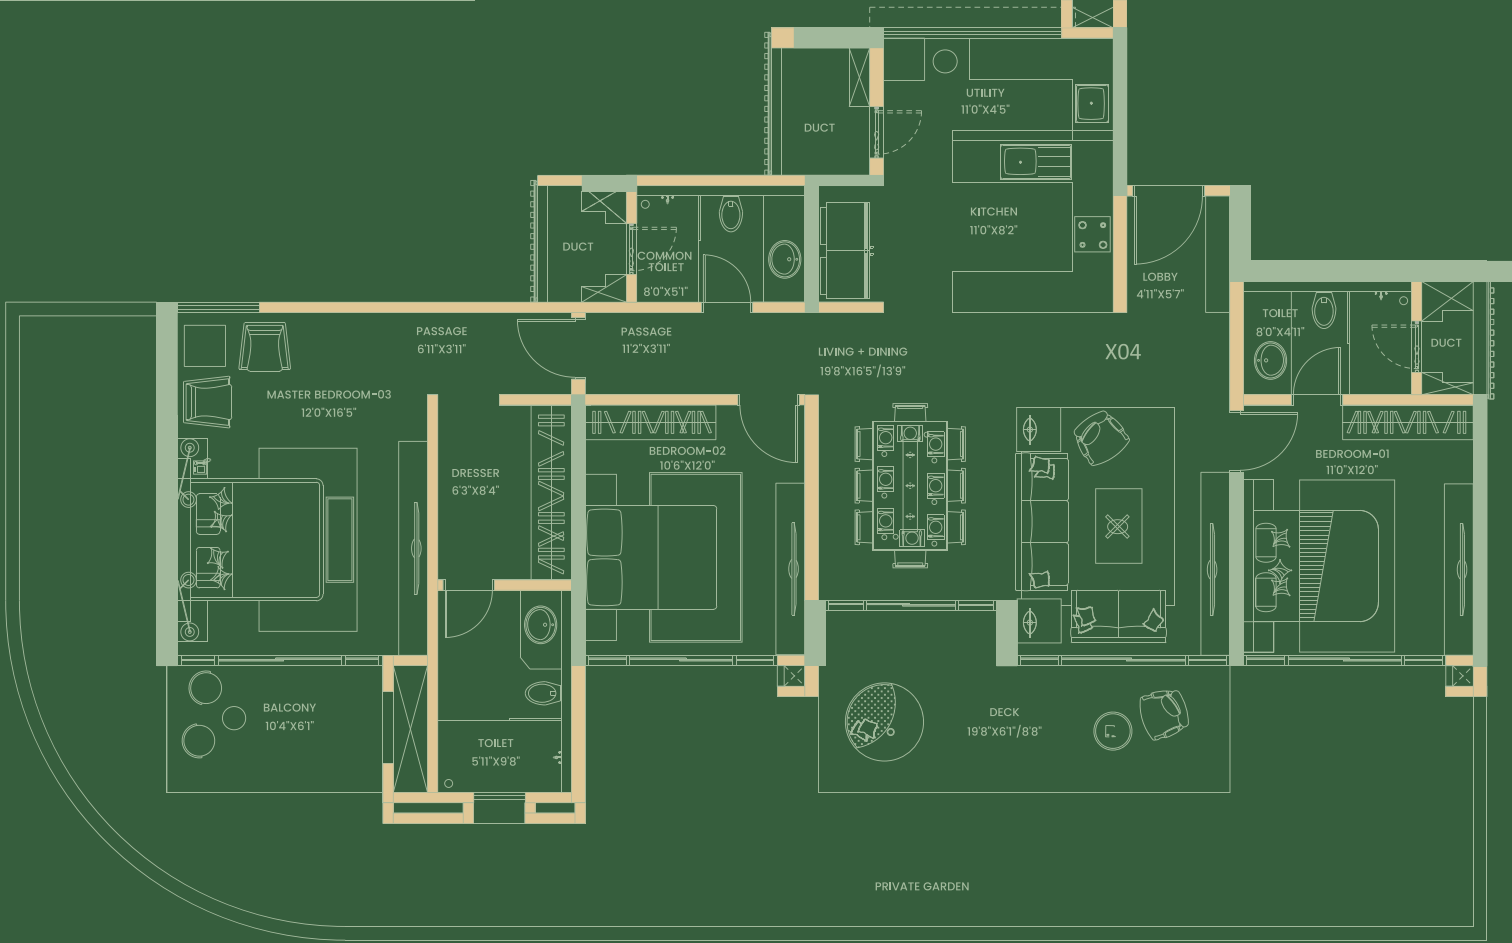 UTILITY
11'0"X4'5"
DUCT
KITCHEN
11'0"X8'2"
DUCT
COMMON
TOILET
8'0"X5'1"
LOBBY
4'11"X5'7"
TOILET
8'0"X4'11"
DUCT
PASSAGE
6'11"X3'11"
PASSAGE
11'2"X3'11"
LIVING + DINING
19'8"X16'5"/13'9"
X04
MASTER BEDROOM-03
12'0"X16'5"
DRESSER
6'3"X8'4"
BEDROOM-02
10'6"X12'0"
BEDROOM-01
11'0"X12'0"
BALCONY
10'4"X6'1"
TOILET
5'11"X9'8"
DECK
19'8"X6'1"/8'8"
PRIVATE GARDEN